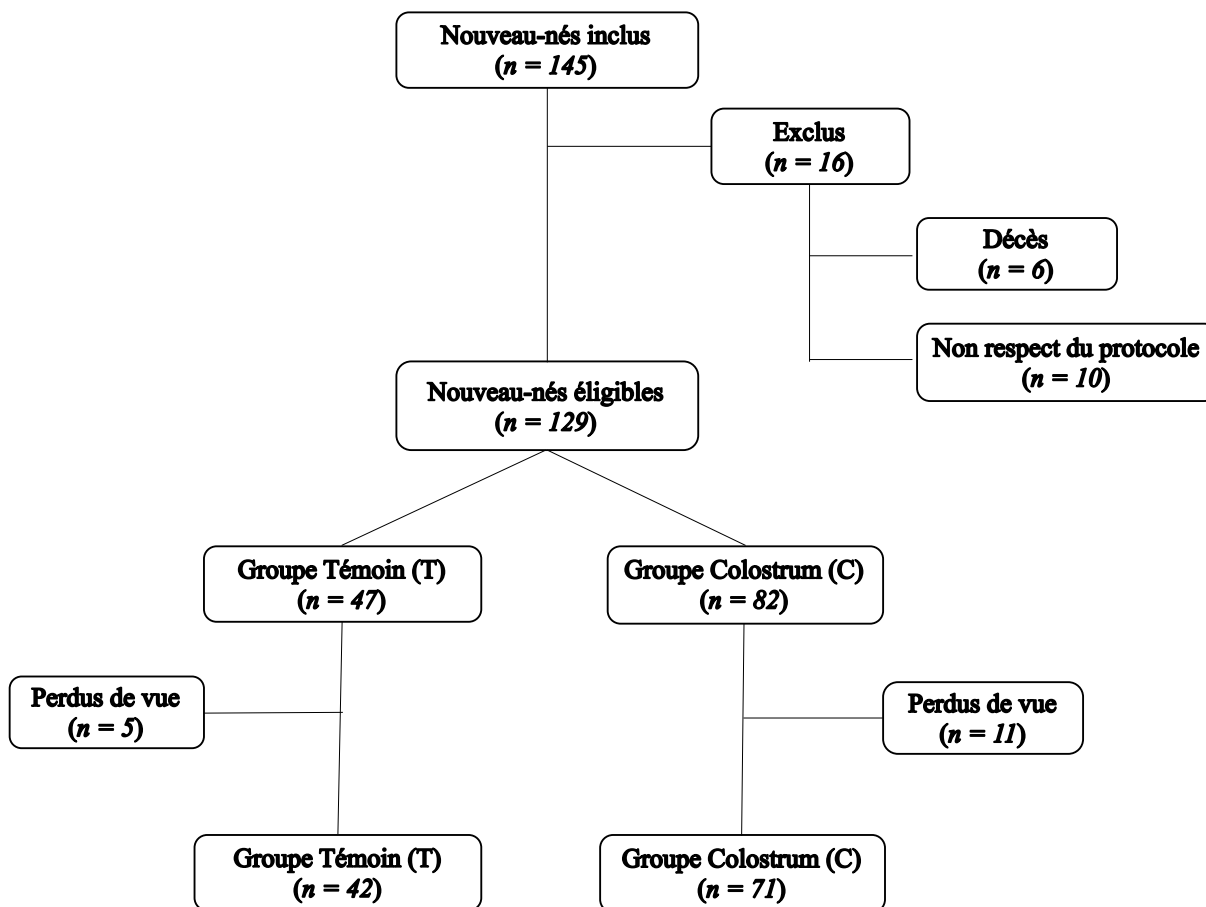 Nouveau-nés inclus
(n = 145)
Exclus
(n = 16)
Décès
(n = 6)
Non respect du protocole
(n = 10)
Nouveau-nés éligibles
(n = 129)
Groupe Témoin (T)
(n = 47)
Groupe Colostrum (C)
(n = 82)
Perdus de vue
(n = 5)
Perdus de vue
(n = 11)
Groupe Témoin (T)
(n = 42)
Groupe Colostrum (C)
(n = 71)